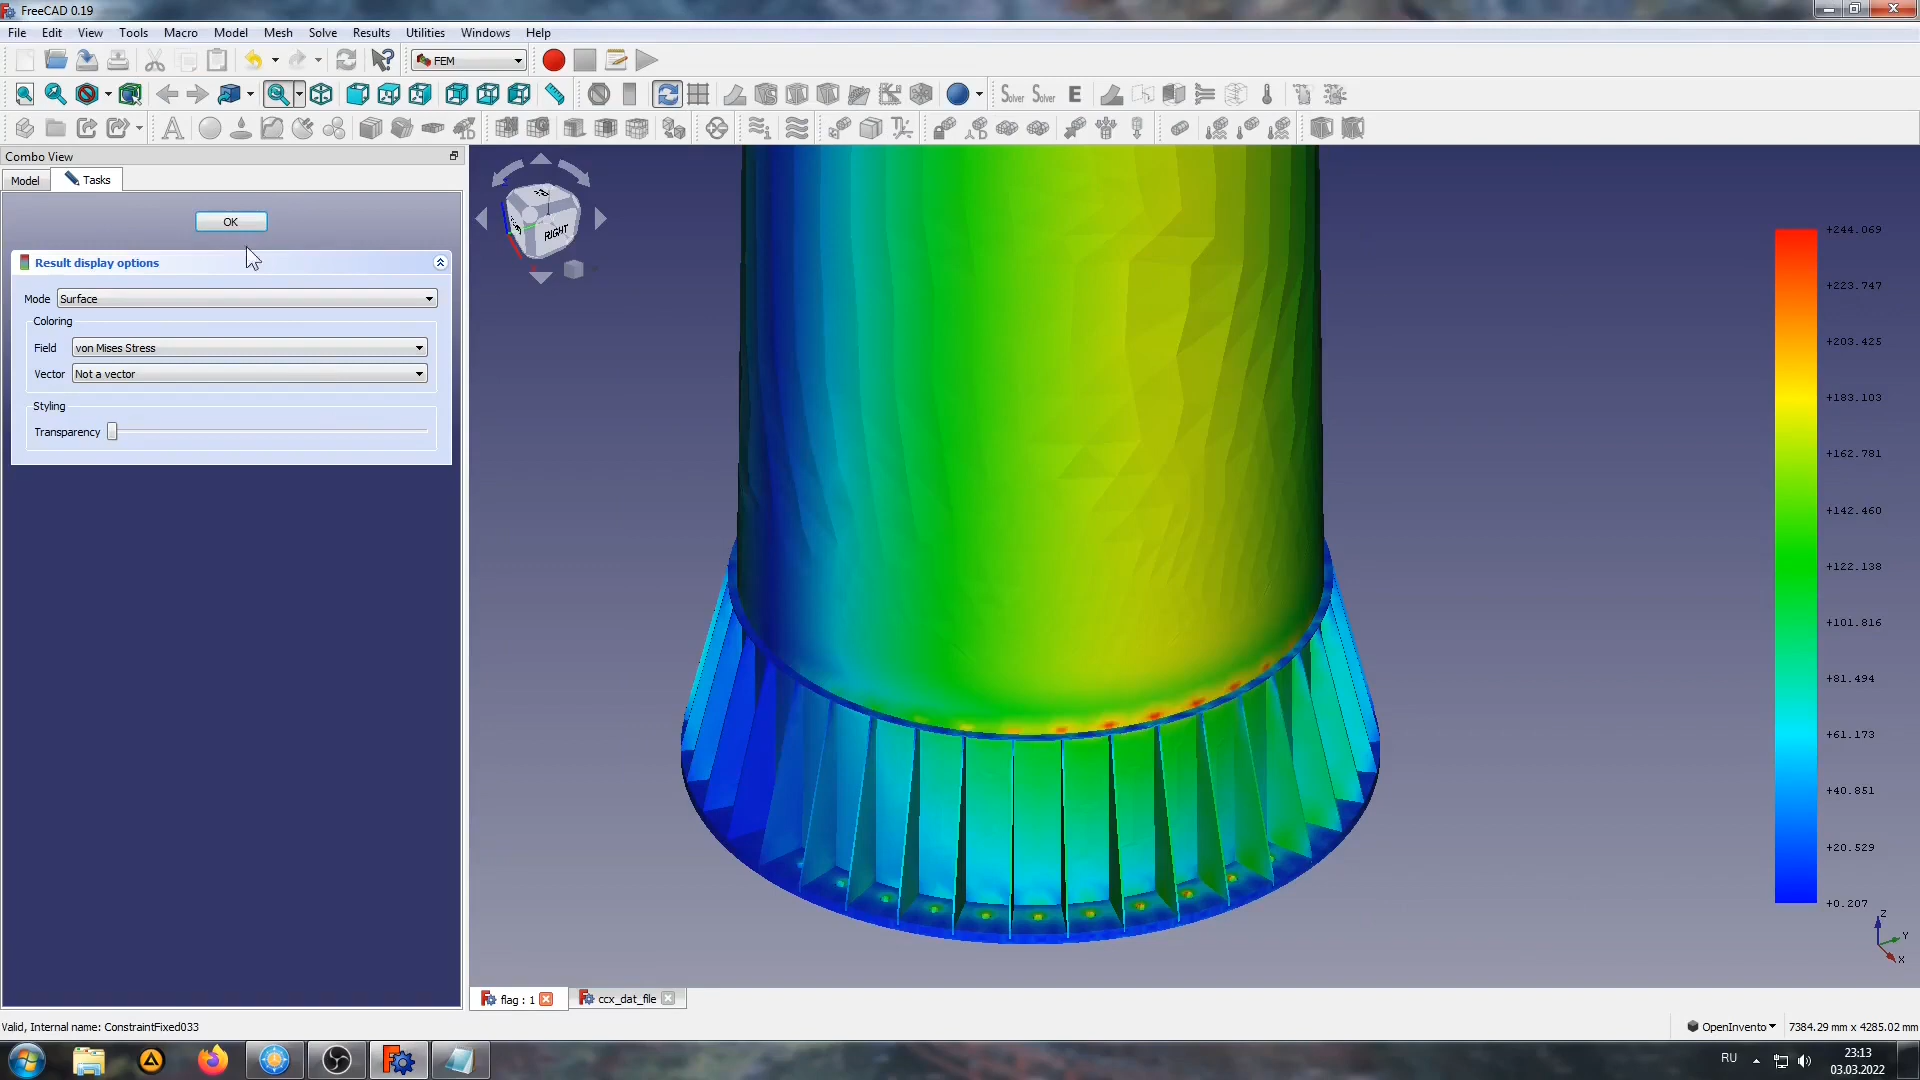 FreeCAD 0.19
File Edit View Tools Macro Model Mesh Solve Results Utilities Windows Help
FEM
Solver Solver E
Combo View
Model Tasks
OK
Result display options
Mode Surface
Coloring
Field von Mises Stress
Vector Not a vector
Styling
Transparency
RIGHT
+244.069
+223.747
+203.425
+183.103
+162.781
+142.460
+122.138
+101.816
+81.494
+61.173
+40.851
+20.529
+0.207
Z
Y
X
flag : 1
ccx_dat_file
Valid, Internal name: ConstraintFixed033
OpenInvento
7384.29 mm x 4285.02 mm
RU
23:13
03.03.2022